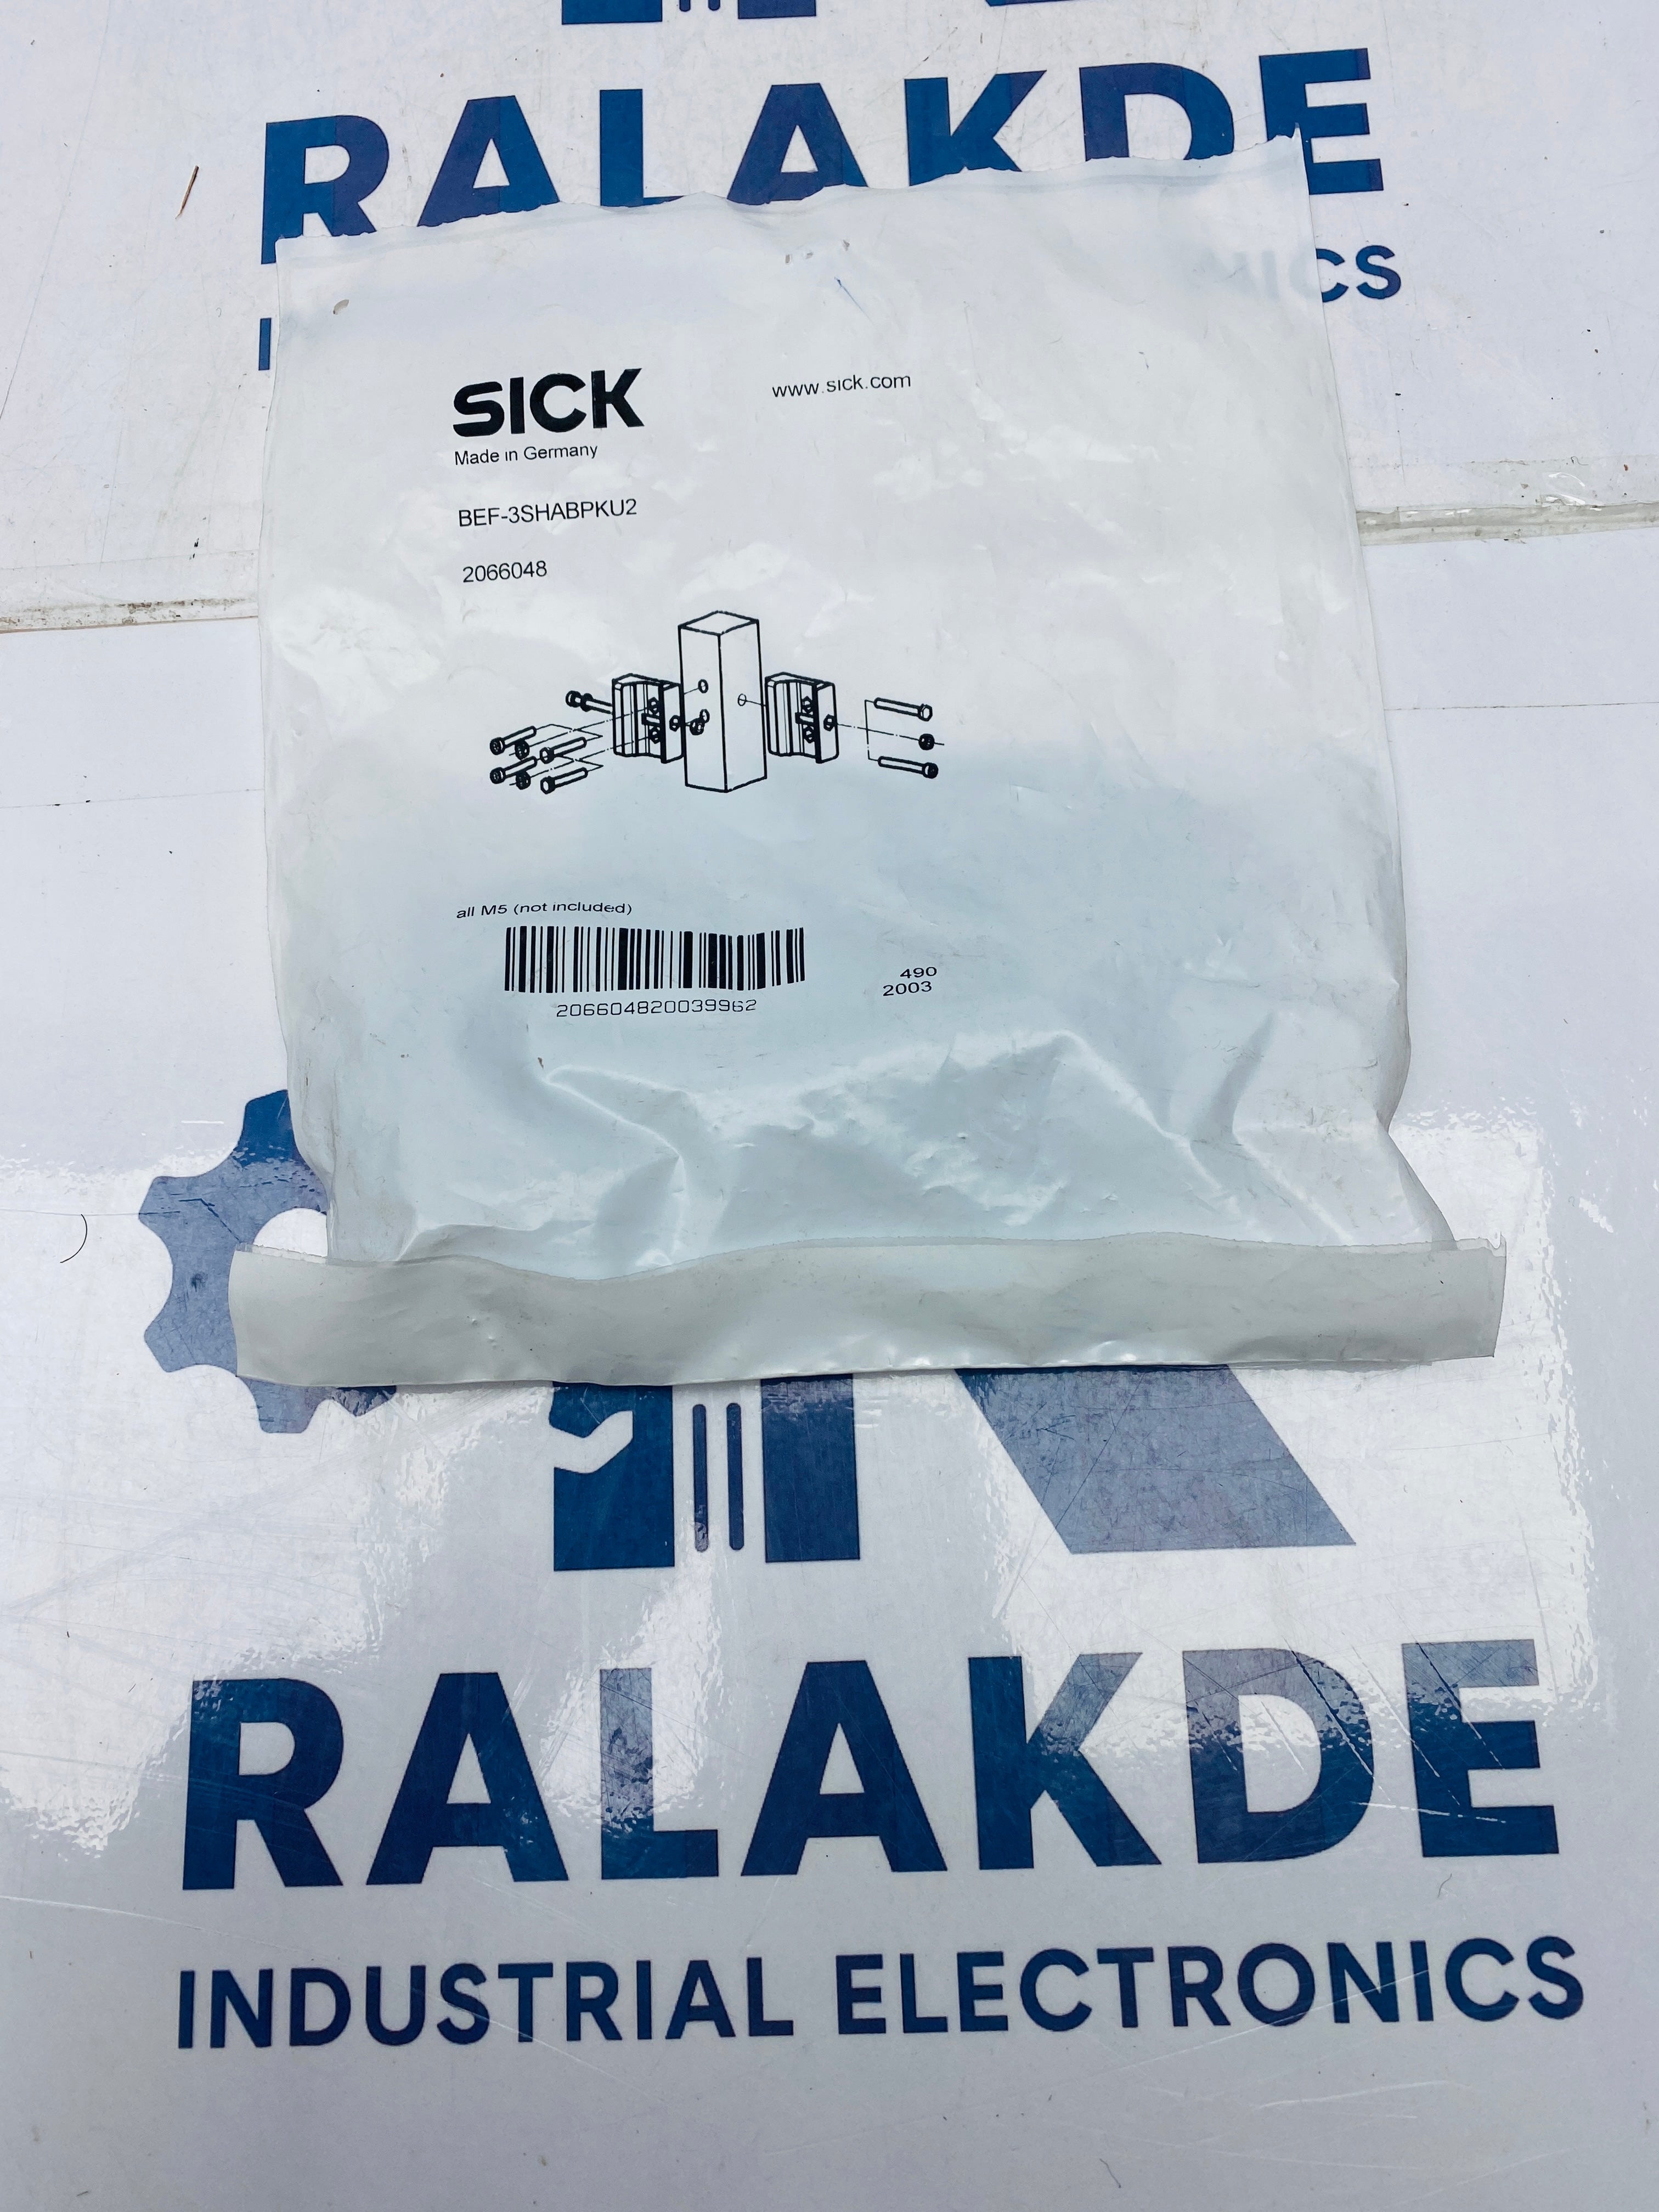 RALAKDE
CS
SICK
www.sick.com
Made in Germany
BEF-3SHABPKU2
2066048
all M5 (not included)
206604820039962
490
2003
RALAKDE
INDUSTRIAL ELECTRONICS